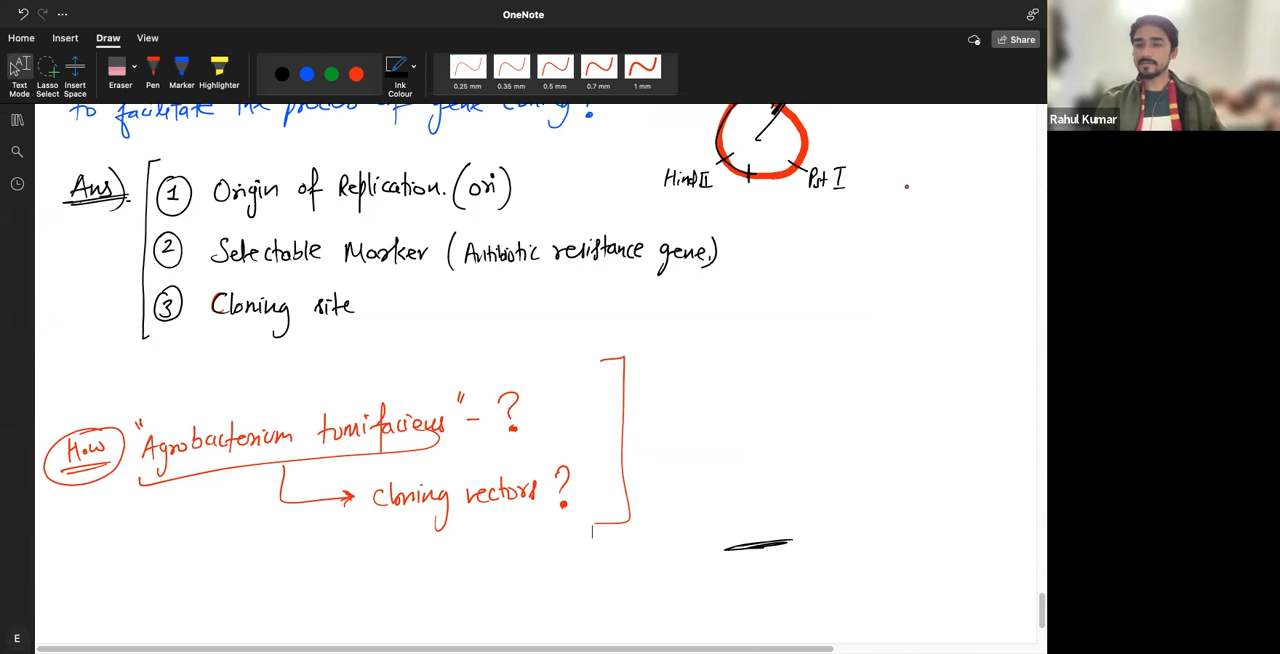 OneNote
Home Insert Draw View
Share
Text Mode
Lasso Select
Insert Space
Eraser
Pen
Marker
Highlighter
Ink Colour
0.25 mm
0.35 mm
0.5 mm
0.7 mm
1 mm
Rahul Kumar
to facilitate the process of gene
Ans)
① Origin of Replication. (ori)
② Selectable Marker (Antibiotic resistance gene.)
③ Cloning site
Hind II
Pst I
H.W "Agrobacterium tumifaciens" - ?
→ cloning vectors ?
E